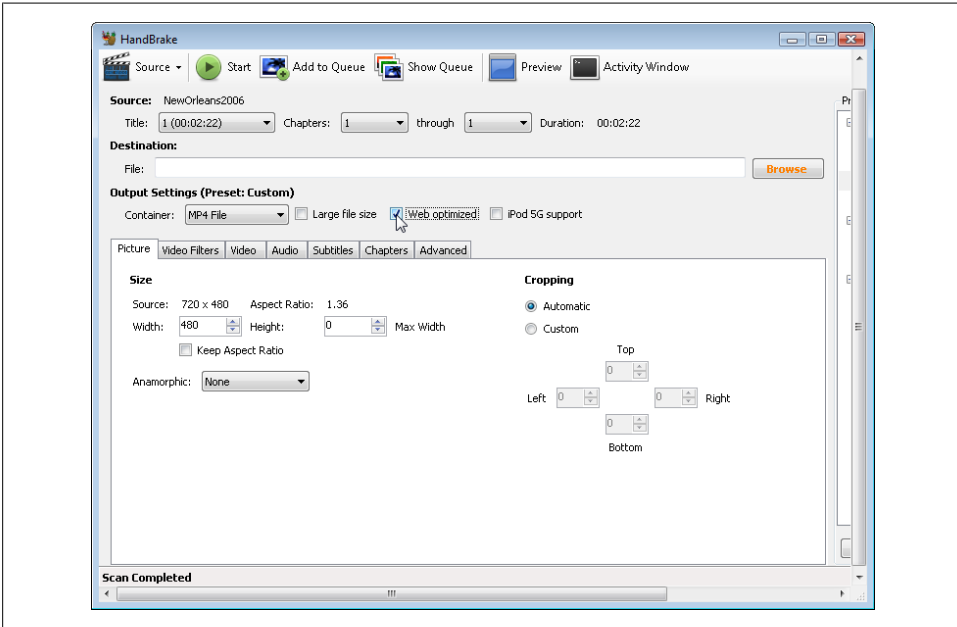 HandBrake
Source Start Add to Queue Show Queue Preview Activity Window
Source: NewOrleans2006 Pr
Title: 1 (00:02:22) Chapters: 1 through 1 Duration: 00:02:22
Destination:
File: Browse
Output Settings (Preset: Custom)
Container: MP4 File Large file size Web optimized iPod 5G support
Picture Video Filters Video Audio Subtitles Chapters Advanced
Size Cropping
Source: 720 x 480 Aspect Ratio: 1.36 Automatic
Width: 480 Height: 0 Max Width Custom
Keep Aspect Ratio Top
0
Anamorphic: None
Left 0 0 Right
0
Bottom
Scan Completed